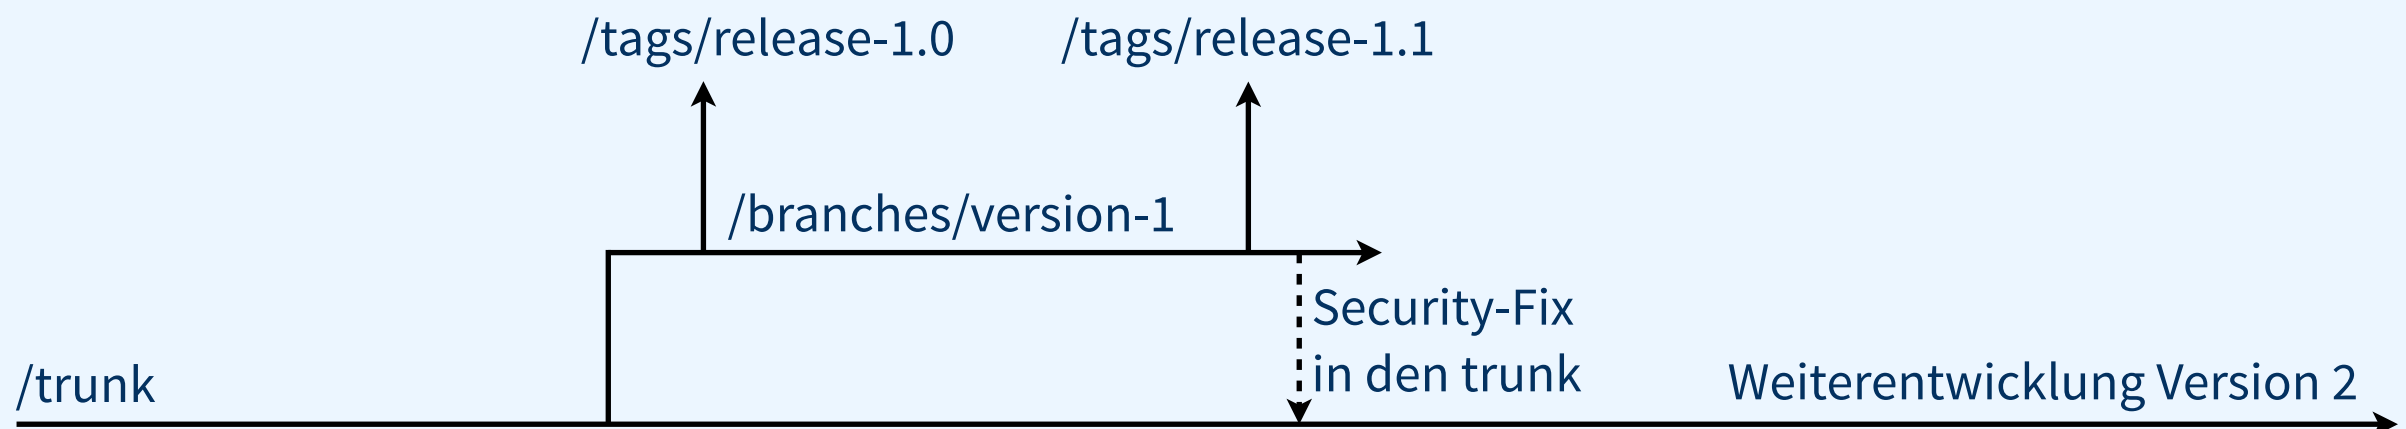 /tags/release-1.0 /tags/release-1.1
/branches/version-1
Security-Fix
in den trunk
/trunk
Weiterentwicklung Version 2